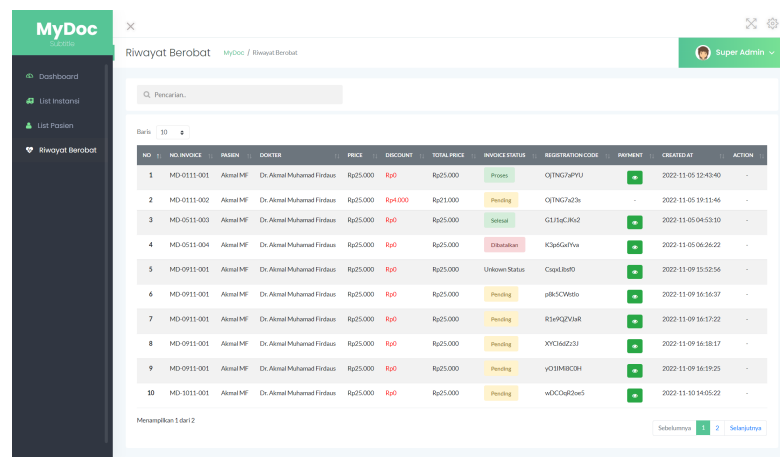 MyDoc
Subtitle
Riwayat Berobat MyDoc / Riwayat Berobat
Super Admin
Dashboard
List Instansi
List Pasien
Riwayat Berobat
Pencarian..
Baris 10
NO NO. INVOICE PASIEN DOKTER PRICE DISCOUNT TOTAL PRICE INVOICE STATUS REGISTRATION CODE PAYMENT CREATED AT ACTION
1 MD-0111-001 Akmal MF Dr. Akmal Muhamad Firdaus Rp25.000 Rp0 Rp25.000 Proses OjTNG7aPYU 2022-11-05 12:43:40 -
2 MD-0111-002 Akmal MF Dr. Akmal Muhamad Firdaus Rp25.000 Rp4.000 Rp21.000 Pending OjTNG7a23s - 2022-11-05 19:11:46 -
3 MD-0511-003 Akmal MF Dr. Akmal Muhamad Firdaus Rp25.000 Rp0 Rp25.000 Selesai G1J1qCJKs2 2022-11-05 04:53:10 -
4 MD-0511-004 Akmal MF Dr. Akmal Muhamad Firdaus Rp25.000 Rp0 Rp25.000 Dibatalkan 2022-11-05 06:26:22 -
5 MD-0911-001 Akmal MF Dr. Akmal Muhamad Firdaus Rp25.000 Rp0 Rp25.000 Unkown Status 2022-11-09 15:52:56 -
6 MD-0911-001 Akmal MF Dr. Akmal Muhamad Firdaus Rp25.000 Rp0 Rp25.000 Pending 2022-11-09 16:16:37 -
7 MD-0911-001 Akmal MF Dr. Akmal Muhamad Firdaus Rp25.000 Rp0 Rp25.000 Pending R1e9QZVJaR 2022-11-09 16:17:22 -
8 MD-0911-001 Akmal MF Dr. Akmal Muhamad Firdaus Rp25.000 Rp0 Rp25.000 Pending 2022-11-09 16:18:17 -
9 MD-0911-001 Akmal MF Dr. Akmal Muhamad Firdaus Rp25.000 Rp0 Rp25.000 Pending 2022-11-09 16:19:25 -
10 MD-1011-001 Akmal MF Dr. Akmal Muhamad Firdaus Rp25.000 Rp0 Rp25.000 Pending wDCOqR2oe5 2022-11-10 14:05:22 -
Menampilkan 1 dari 2
Sebelumnya 1 2 Selanjutnya